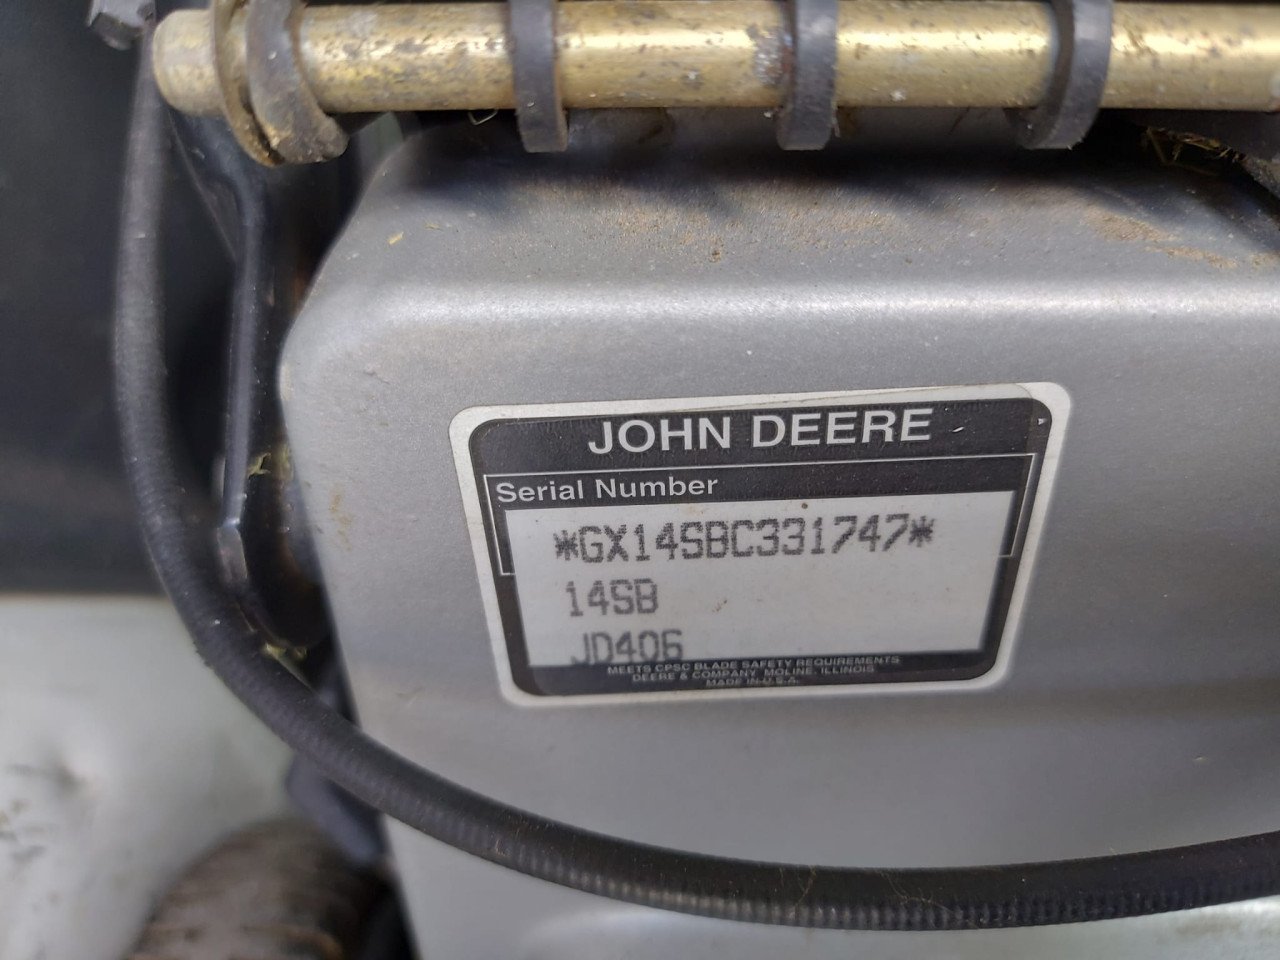 JOHN DEERE
Serial Number
*GX14SBC331747*
14SB
JD406
MEETS CPSC BLADE SAFETY REQUIREMENTS
DEERE & COMPANY MOLINE, ILLINOIS
MADE IN U.S.A.